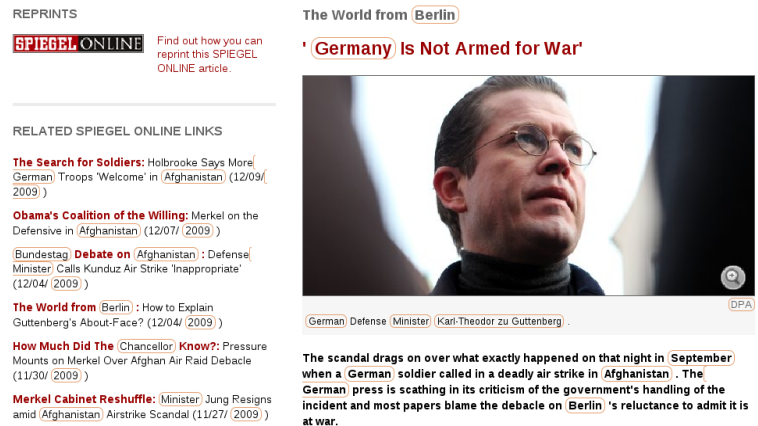 REPRINTS
SPIEGEL ONLINE
Find out how you can
reprint this SPIEGEL
ONLINE article.
RELATED SPIEGEL ONLINE LINKS
The Search for Soldiers: Holbrooke Says More
German Troops 'Welcome' in Afghanistan (12/09/
2009 )
Obama's Coalition of the Willing: Merkel on the
Defensive in Afghanistan (12/07/ 2009 )
Bundestag Debate on Afghanistan : Defense
Minister Calls Kunduz Air Strike 'Inappropriate'
(12/04/ 2009 )
The World from Berlin : How to Explain
Guttenberg's About-Face? (12/04/ 2009 )
How Much Did The Chancellor Know?: Pressure
Mounts on Merkel Over Afghan Air Raid Debacle
(11/30/ 2009 )
Merkel Cabinet Reshuffle: Minister Jung Resigns
amid Afghanistan Airstrike Scandal (11/27/ 2009 )
The World from Berlin
' Germany Is Not Armed for War'
DPA
German Defense Minister Karl-Theodor zu Guttenberg .
The scandal drags on over what exactly happened on that night in September
when a German soldier called in a deadly air strike in Afghanistan . The
German press is scathing in its criticism of the government's handling of the
incident and most papers blame the debacle on Berlin 's reluctance to admit it is
at war.